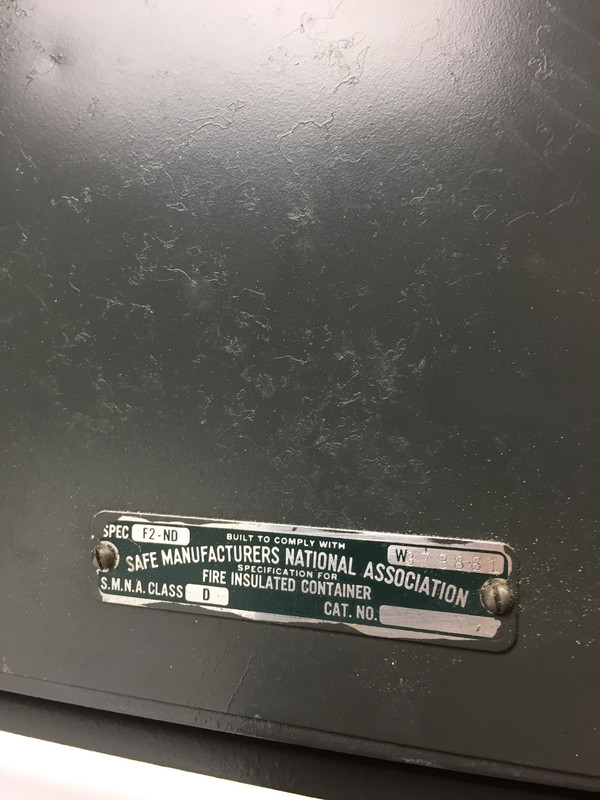 SPEC F2-ND
BUILT TO COMPLY WITH
W 379861
SAFE MANUFACTURERS NATIONAL ASSOCIATION
SPECIFICATION FOR
FIRE INSULATED CONTAINER
S.M.N.A. CLASS D
CAT. NO.